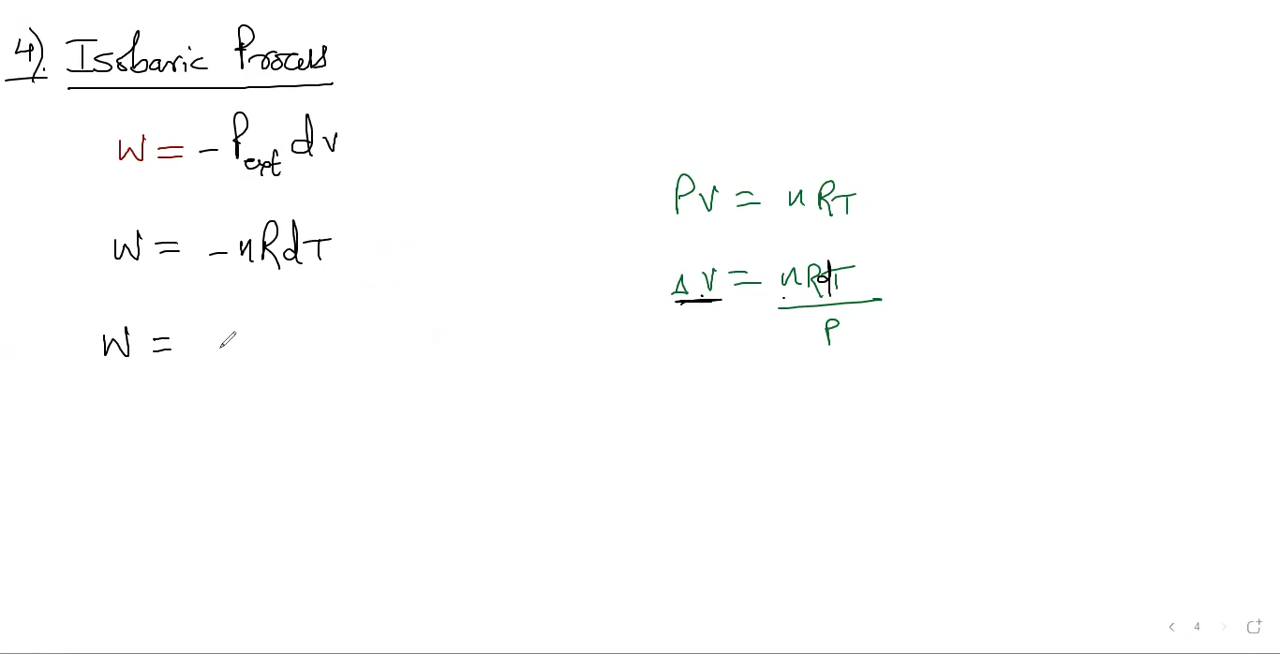 4). Isobaric Process
W = - Pext dv
PV = nRT
W = - nRdT
ΔV = nRdT / P
W =
< 4 >